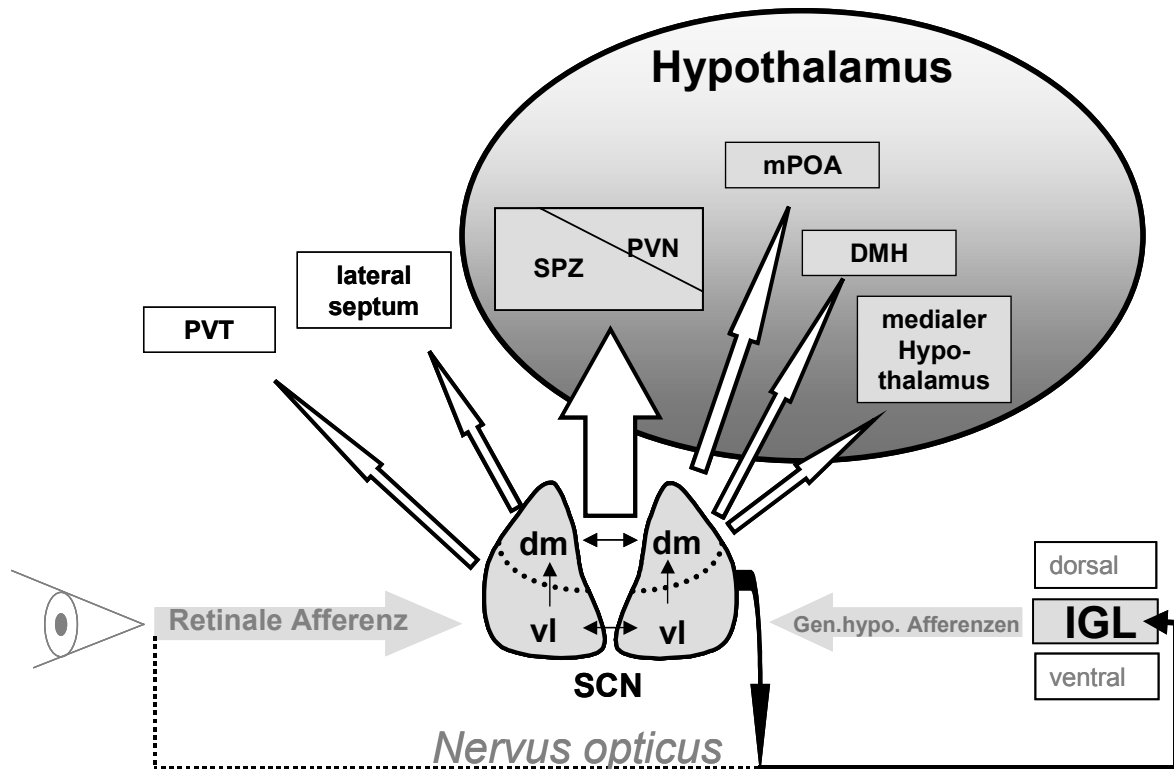 Hypothalamus
mPOA
SPZ
PVN
DMH
lateral
septum
PVT
medialer
Hypo-
thalamus
dm
dm
dorsal
Retinale Afferenz
vl
vl
Gen.hypo. Afferenzen
IGL
SCN
ventral
Nervus opticus